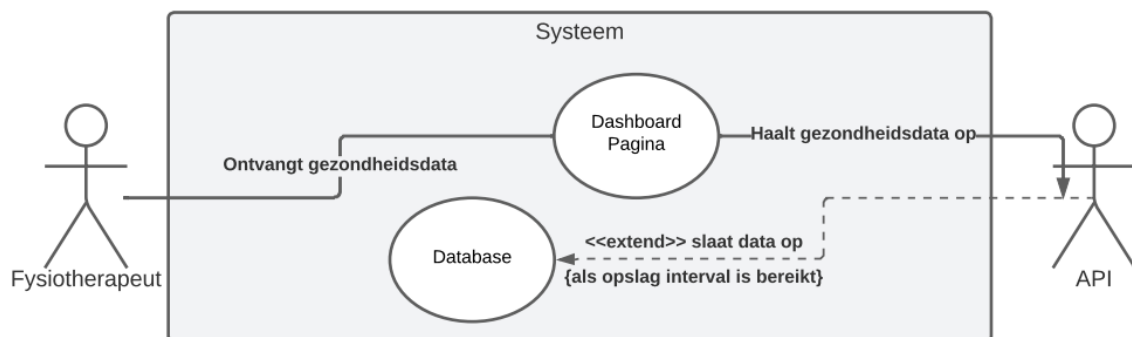 Systeem
Dashboard
Pagina
Haalt gezondheidsdata op
Ontvangt gezondheidsdata
<<extend>> slaat data op
Database
{als opslag interval is bereikt}
Fysiotherapeut
API